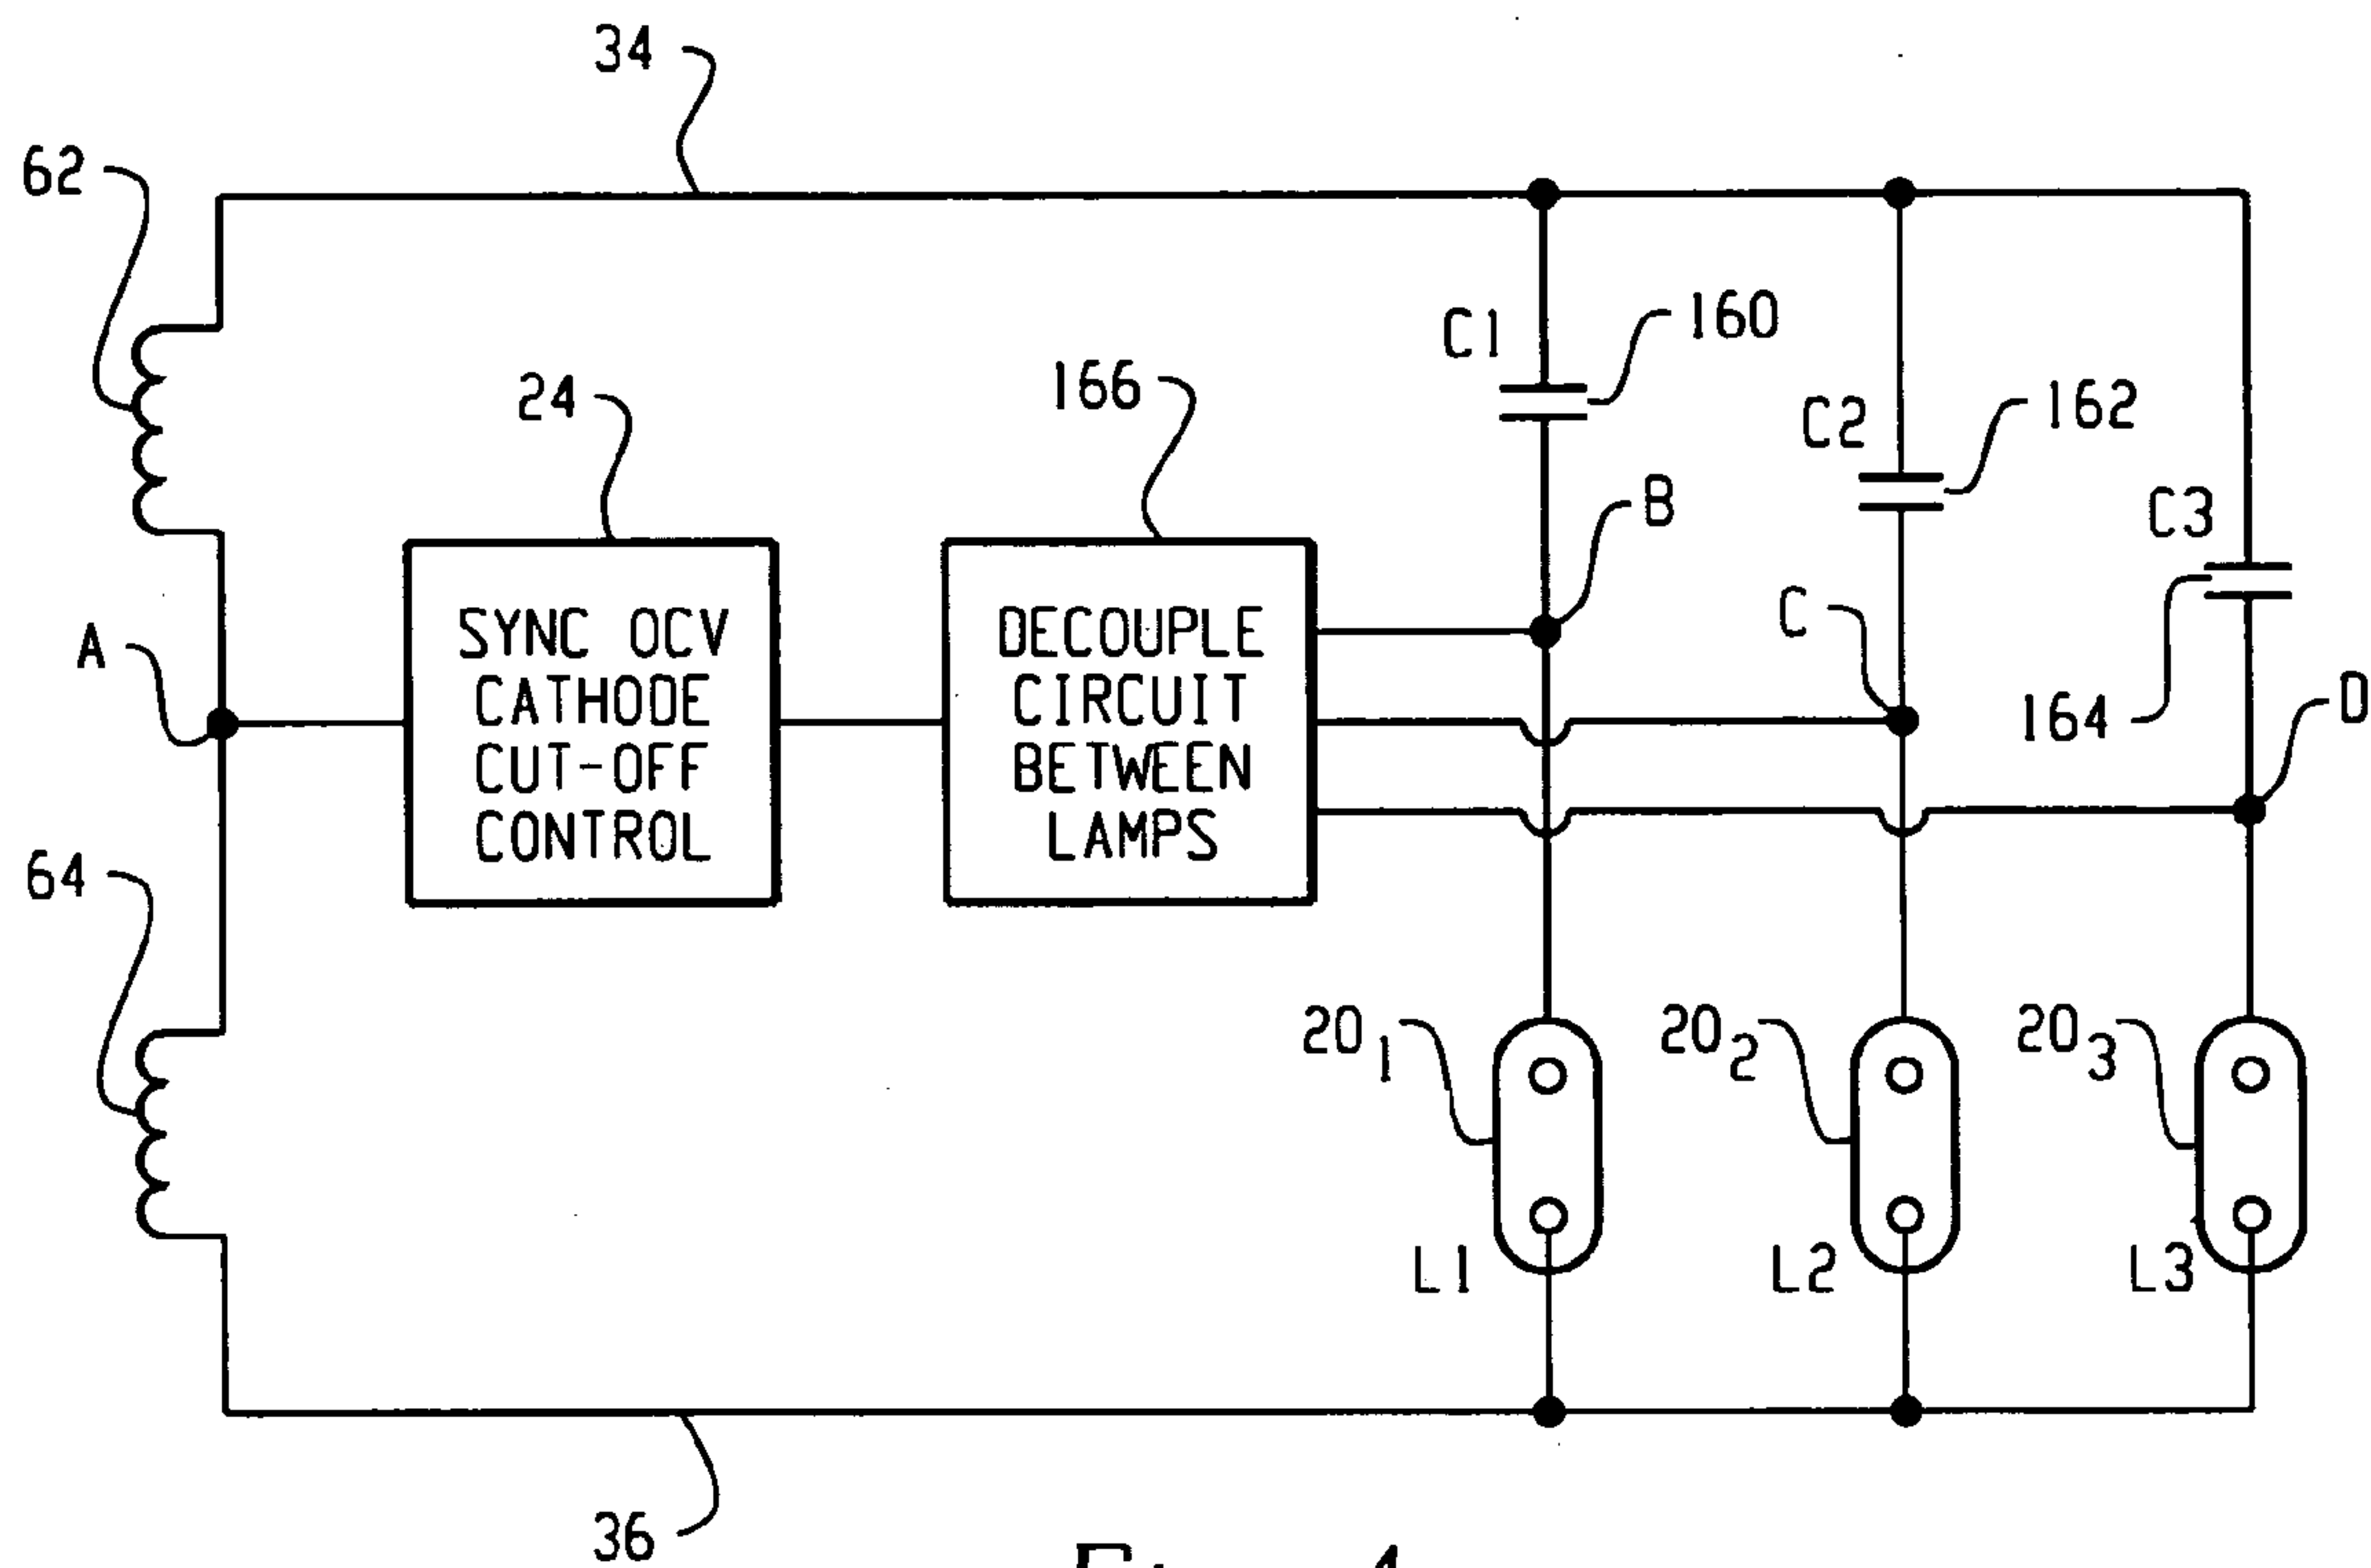 34
62
160
C1
24
166
C2
162
B
C3
C
A
SYNC OCV
CATHODE
CUT-OFF
CONTROL
DECOUPLE
CIRCUIT
BETWEEN
LAMPS
164
D
64
20 1
20 2
20 3
L1
L2
L3
36